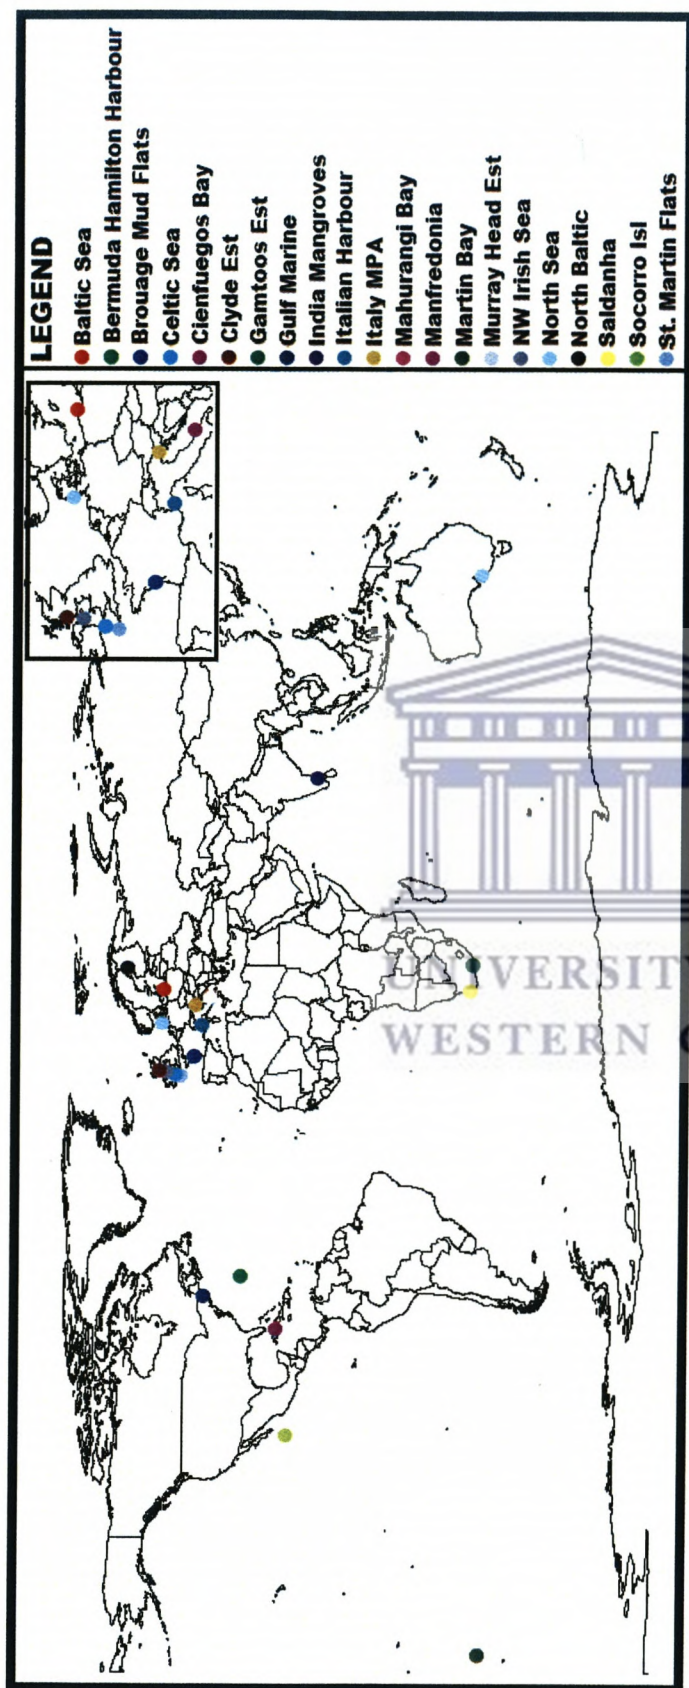 LEGEND
Baltic Sea
Bermuda Hamilton Harbour
Brouage Mud Flats
Celtic Sea
Cienfuegos Bay
Clyde Est
Gamtoos Est
Gulf Marine
India Mangroves
Italian Harbour
Italy MPA
Mahurangi Bay
Manfredonia
Martin Bay
Murray Head Est
NW Irish Sea
North Sea
North Baltic
Saldanha
Socorro Isl
St. Martin Flats
UNIVERSITY
WESTERN